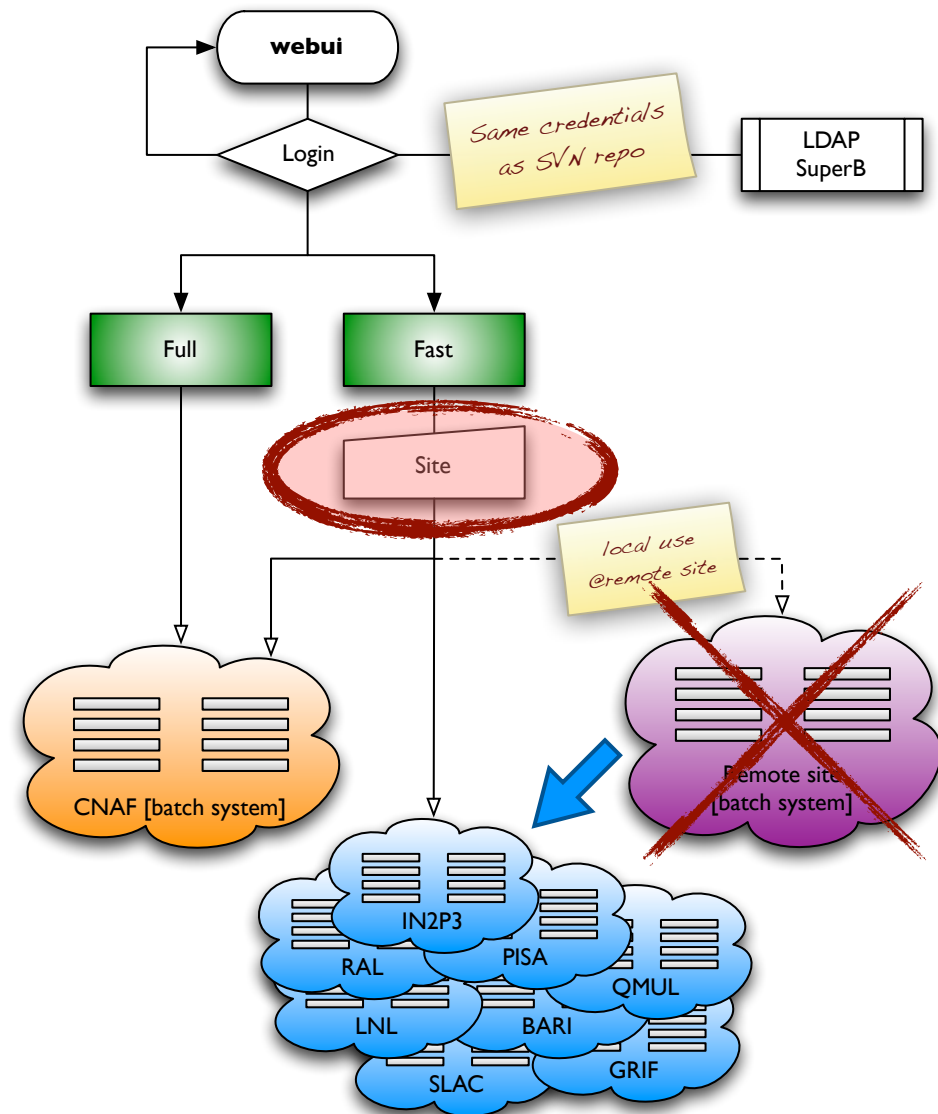 webui
Same credentials
as SVN repo
LDAP
SuperB
Login
Full
Fast
Site
local use
@remote site
CNAF [batch system]
Remote site
[batch system]
IN2P3
RAL
PISA
QMUL
LNL
BARI
SLAC
GRIF